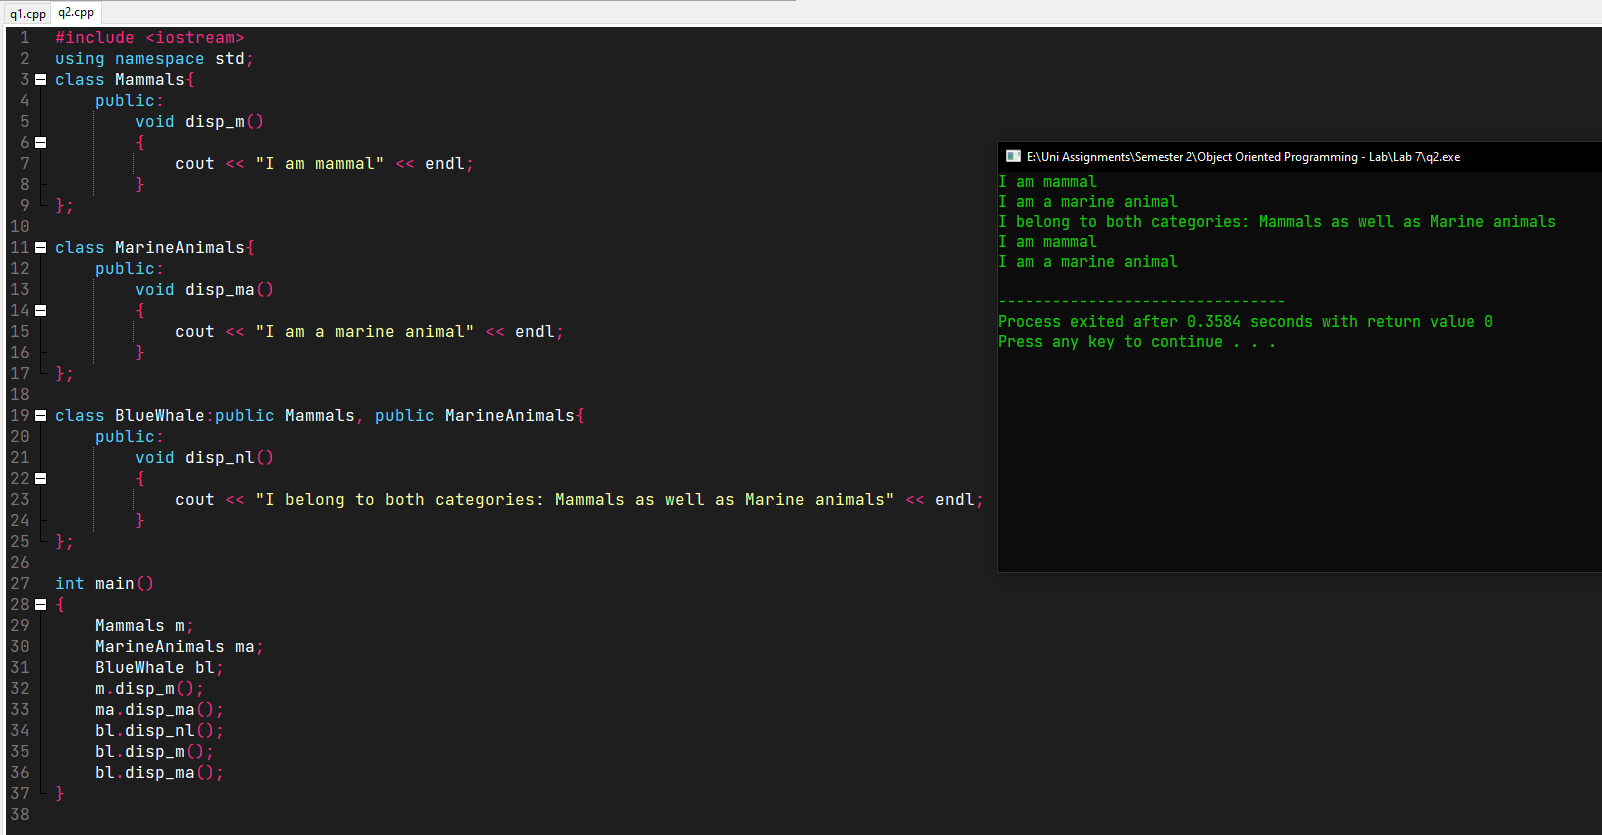 q1.cpp q2.cpp
1 #include <iostream>
2 using namespace std;
3 class Mammals{
4     public:
5         void disp_m()
6         {
7             cout << "I am mammal" << endl;
8         }
9 };
10
11 class MarineAnimals{
12     public:
13         void disp_ma()
14         {
15             cout << "I am a marine animal" << endl;
16         }
17 };
18
19 class BlueWhale:public Mammals, public MarineAnimals{
20     public:
21         void disp_nl()
22         {
23             cout << "I belong to both categories: Mammals as well as Marine animals" << endl;
24         }
25 };
26
27 int main()
28 {
29     Mammals m;
30     MarineAnimals ma;
31     BlueWhale bl;
32     m.disp_m();
33     ma.disp_ma();
34     bl.disp_nl();
35     bl.disp_m();
36     bl.disp_ma();
37 }
38
E:\Uni Assignments\Semester 2\Object Oriented Programming - Lab\Lab 7\q2.exe
I am mammal
I am a marine animal
I belong to both categories: Mammals as well as Marine animals
I am mammal
I am a marine animal
--------------------------------
Process exited after 0.3584 seconds with return value 0
Press any key to continue . . .